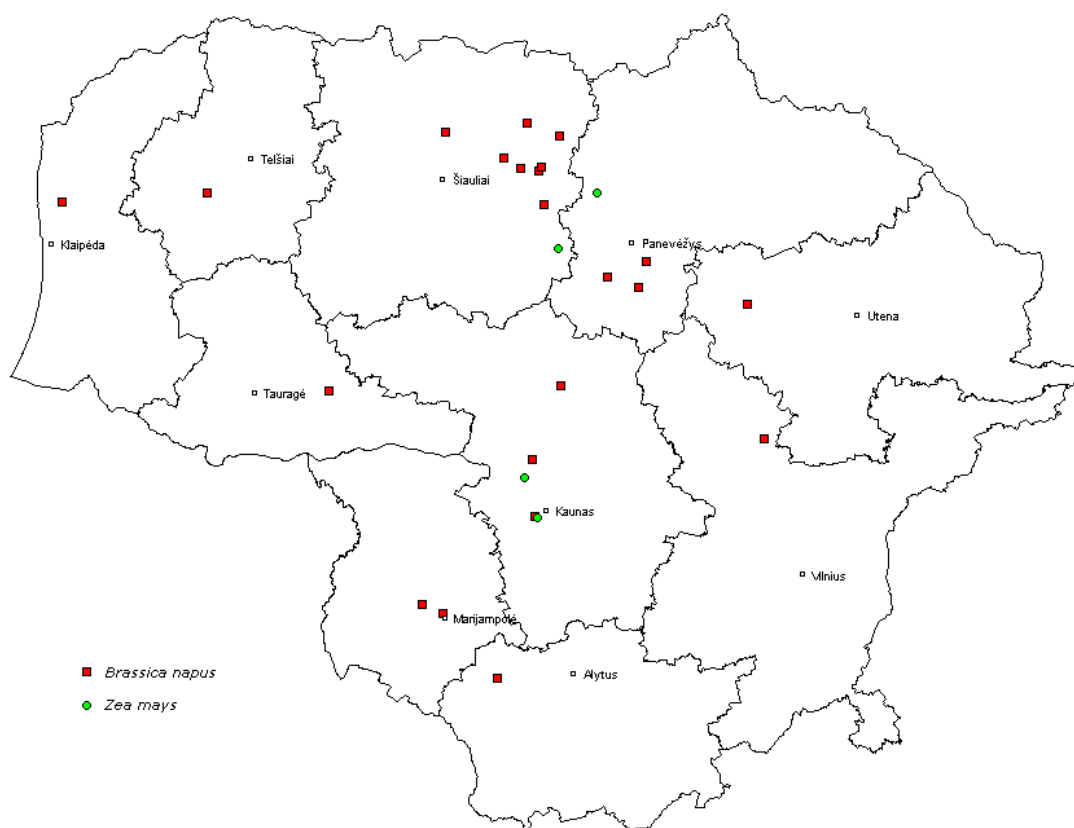 Telšiai
Šiauliai
Klaipėda
Panevėžys
Utena
Tauragė
Kaunas
Vilnius
Marijampolė
Alytus
Brassica napus
Zea mays